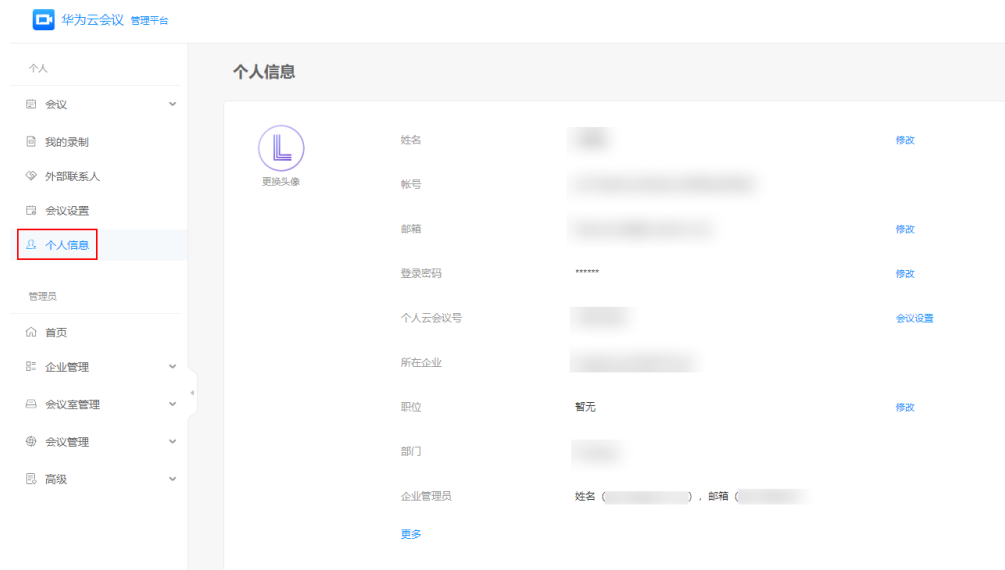 华为云会议 管理平台
个人
会议
我的录制
外部联系人
会议设置
个人信息
管理员
首页
企业管理
会议室管理
会议管理
高级
个人信息
L
更换头像
姓名 修改
帐号
邮箱 修改
登录密码 ****** 修改
个人云会议号 会议设置
所在企业
职位 暂无 修改
部门
企业管理员 姓名（ ）, 邮箱（
更多